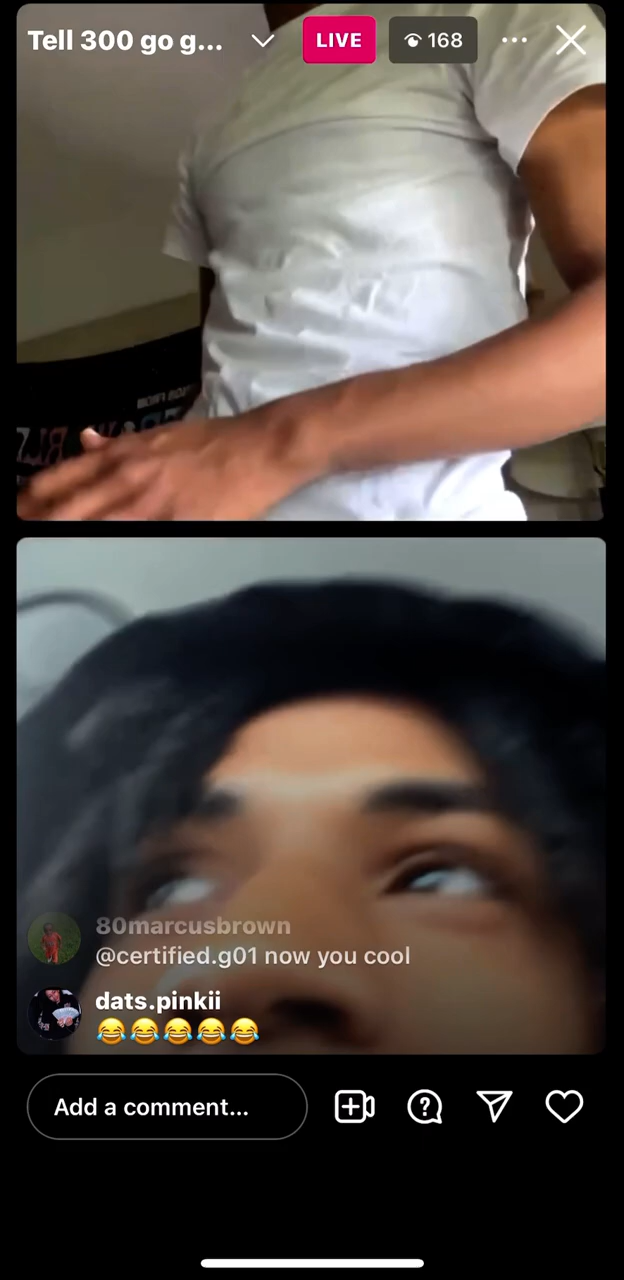 Tell 300 go g...
LIVE
168
80marcusbrown
@certified.g01 now you cool
dats.pinkii
😂😂😂😂😂
Add a comment...